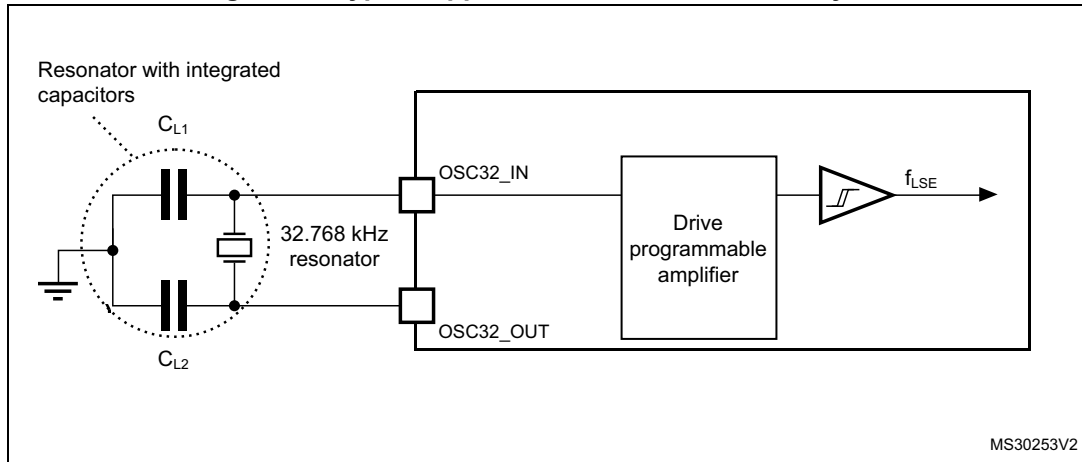 Resonator with integrated
capacitors
CL1
OSC32_IN
fLSE
32.768 kHz
resonator
Drive
programmable
amplifier
OSC32_OUT
CL2
MS30253V2